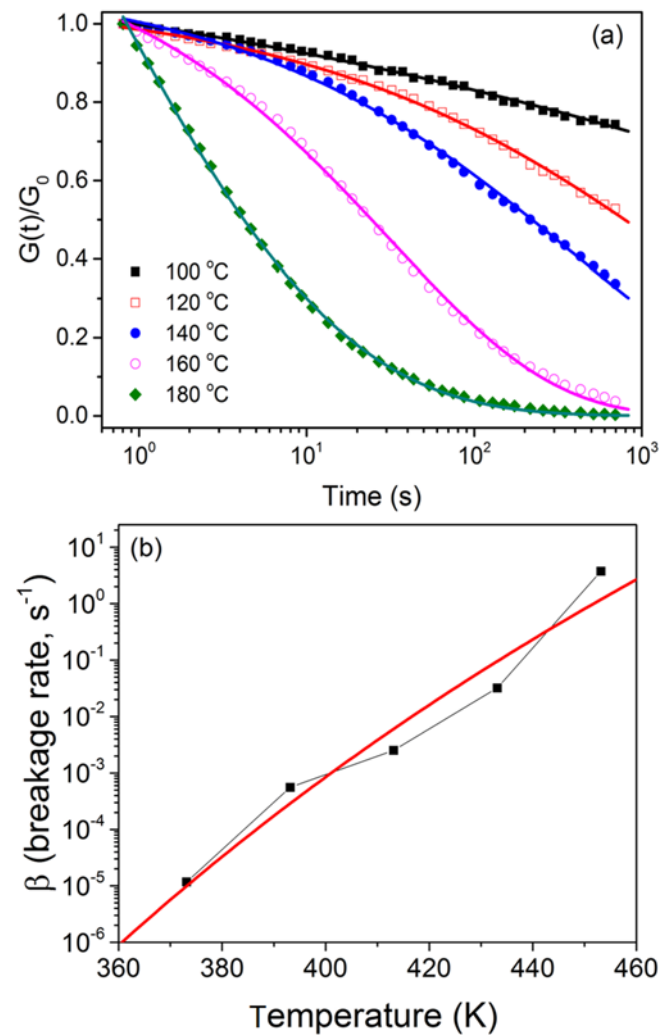 (a)
1.0
0.8
0.6
0.4
0.2
0.0
G(t)/G₀
100 °C
120 °C
140 °C
160 °C
180 °C
10⁰ 10¹ 10² 10³
Time (s)
(b)
10¹
10⁰
10⁻¹
10⁻²
10⁻³
10⁻⁴
10⁻⁵
10⁻⁶
β (breakage rate, s⁻¹)
360 380 400 420 440 460
Temperature (K)